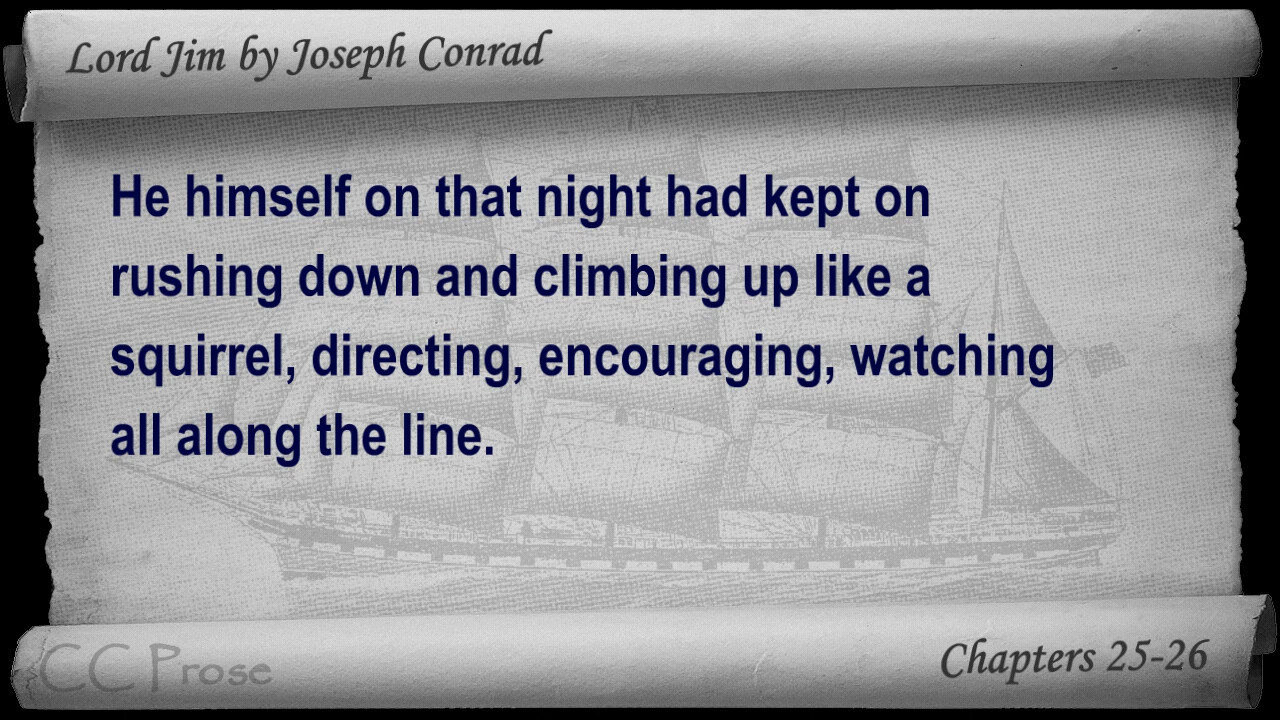 Lord Jim by Joseph Conrad
He himself on that night had kept on
rushing down and climbing up like a
squirrel, directing, encouraging, watching
all along the line.
CC Prose
Chapters 25-26